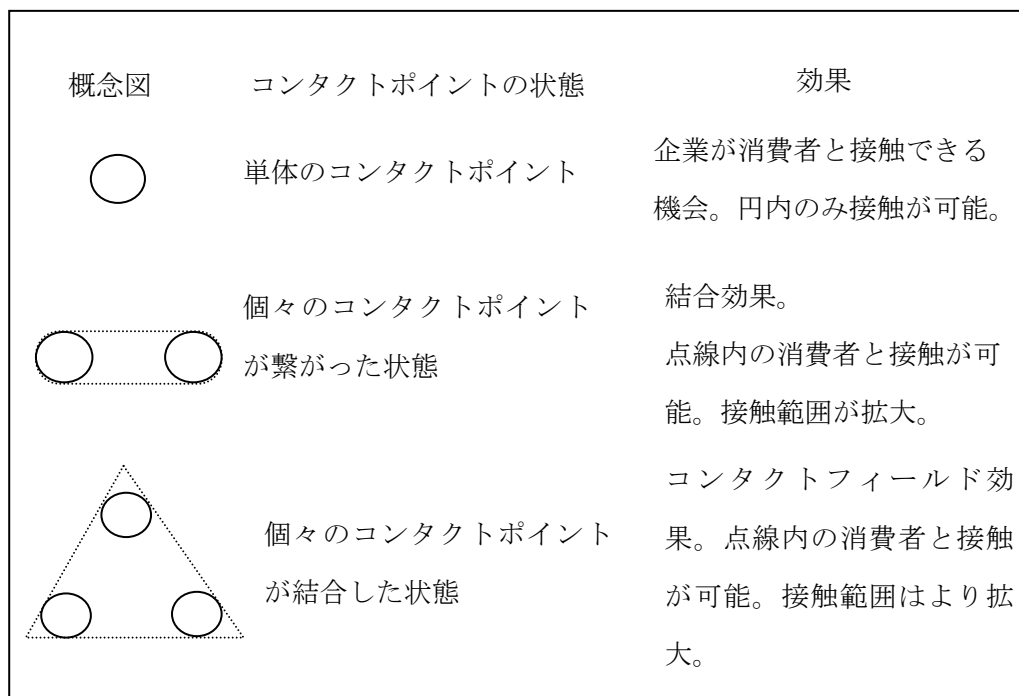 概念図 コンタクトポイントの状態 効果
単体のコンタクトポイント
企業が消費者と接触できる
機会。円内のみ接触が可能。
個々のコンタクトポイント
が繋がった状態
結合効果。
点線内の消費者と接触が可
能。接触範囲が拡大。
個々のコンタクトポイント
が結合した状態
コンタクトフィールド効
果。点線内の消費者と接触
が可能。接触範囲はより拡
大。